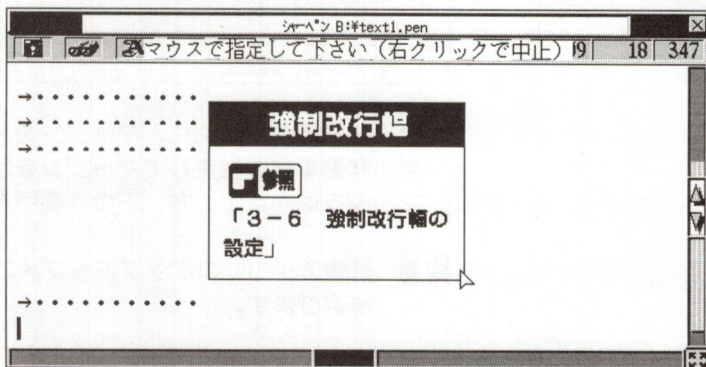 シャーペン B:¥text1.pen
マウスで指定して下さい（右クリックで中止）19 18 347
強制改行幅
参照
「3－6　強制改行幅の
設定」